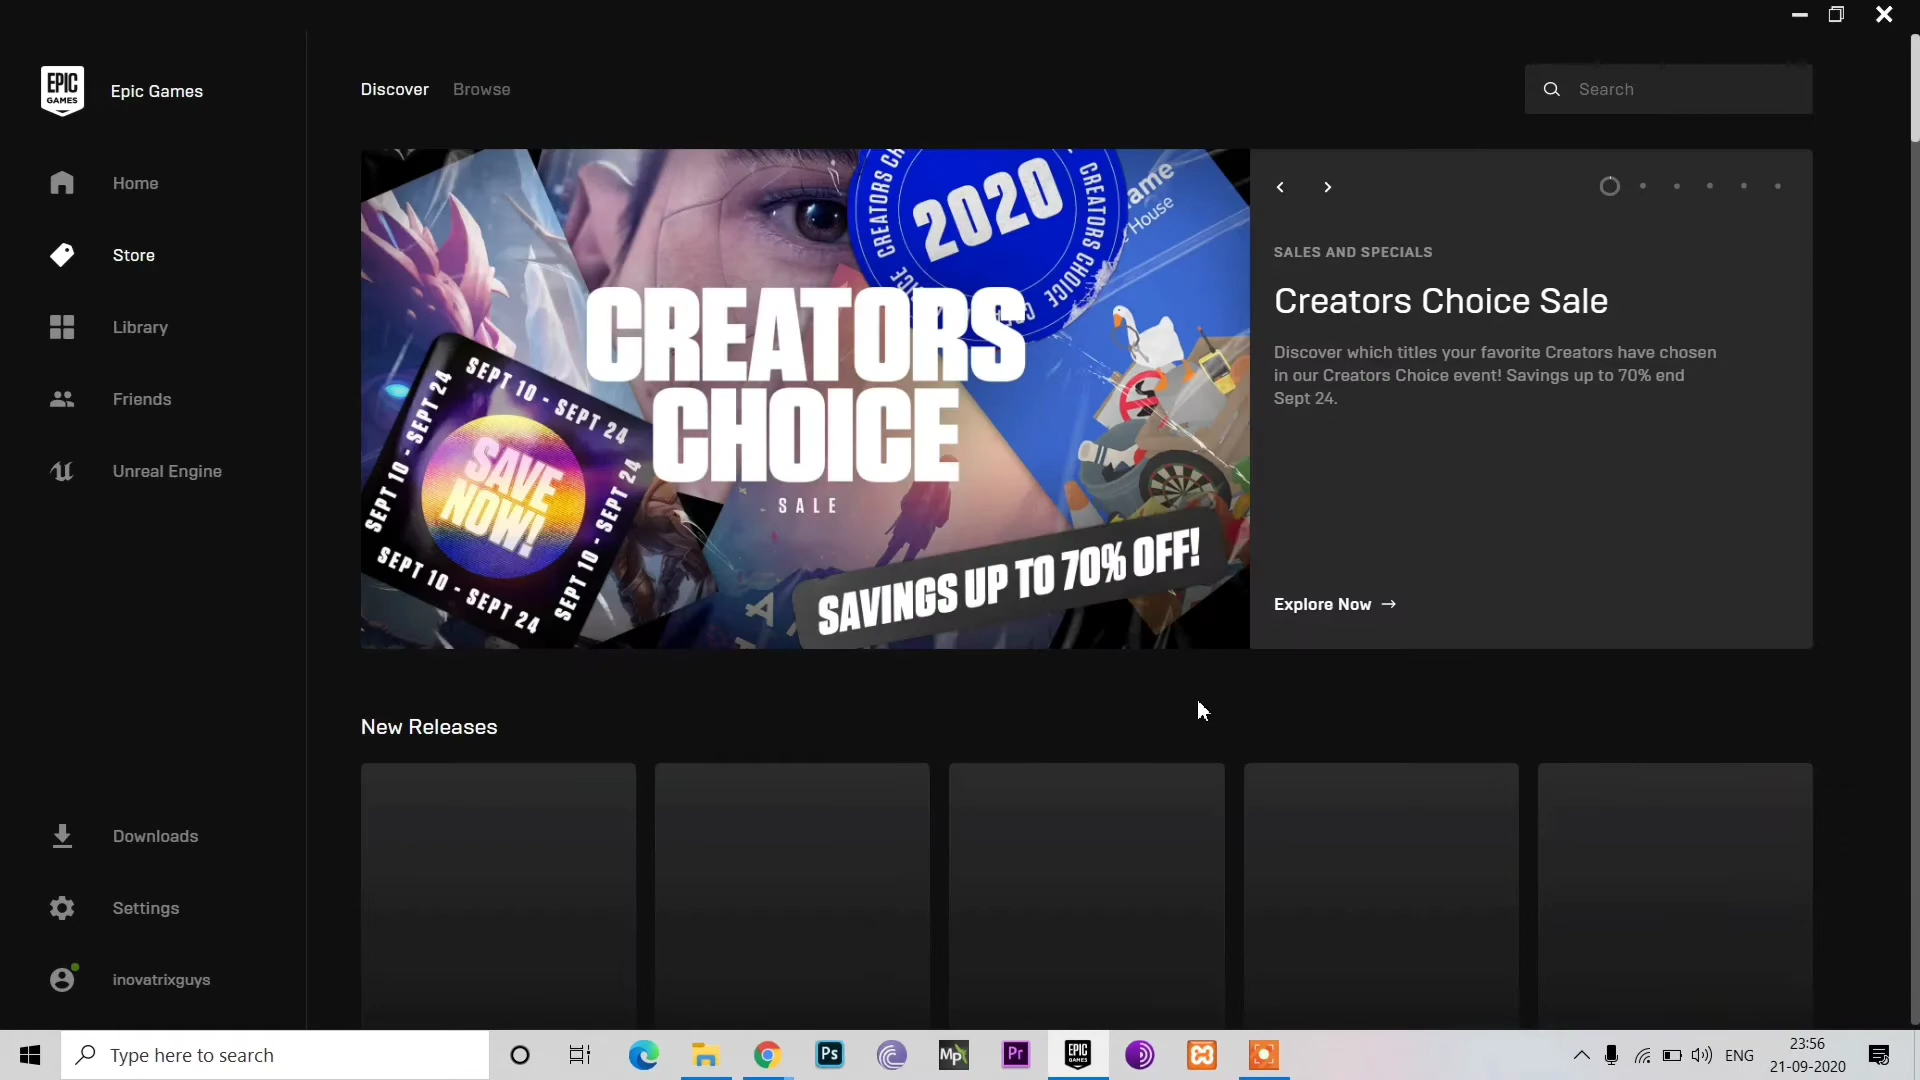 EPIC
GAMES
Epic Games
Home
Store
Library
Friends
Unreal Engine
Downloads
Settings
inovatrixguys
Discover
Browse
Search
2020
CREATORS CHOICE
ame
House
CREATORS
CHOICE
SALE
SEPT 10 - SEPT 24
SEPT 10 - SEPT 24
SEPT 10 - SEPT 24
SEPT 10 - SEPT 24
SAVE
NOW!
SAVINGS UP TO 70% OFF!
SALES AND SPECIALS
Creators Choice Sale
Discover which titles your favorite Creators have chosen
in our Creators Choice event! Savings up to 70% end
Sept 24.
Explore Now →
New Releases
Type here to search
Ps
Mp
Pr
EPIC
GAMES
ENG
23:56
21-09-2020